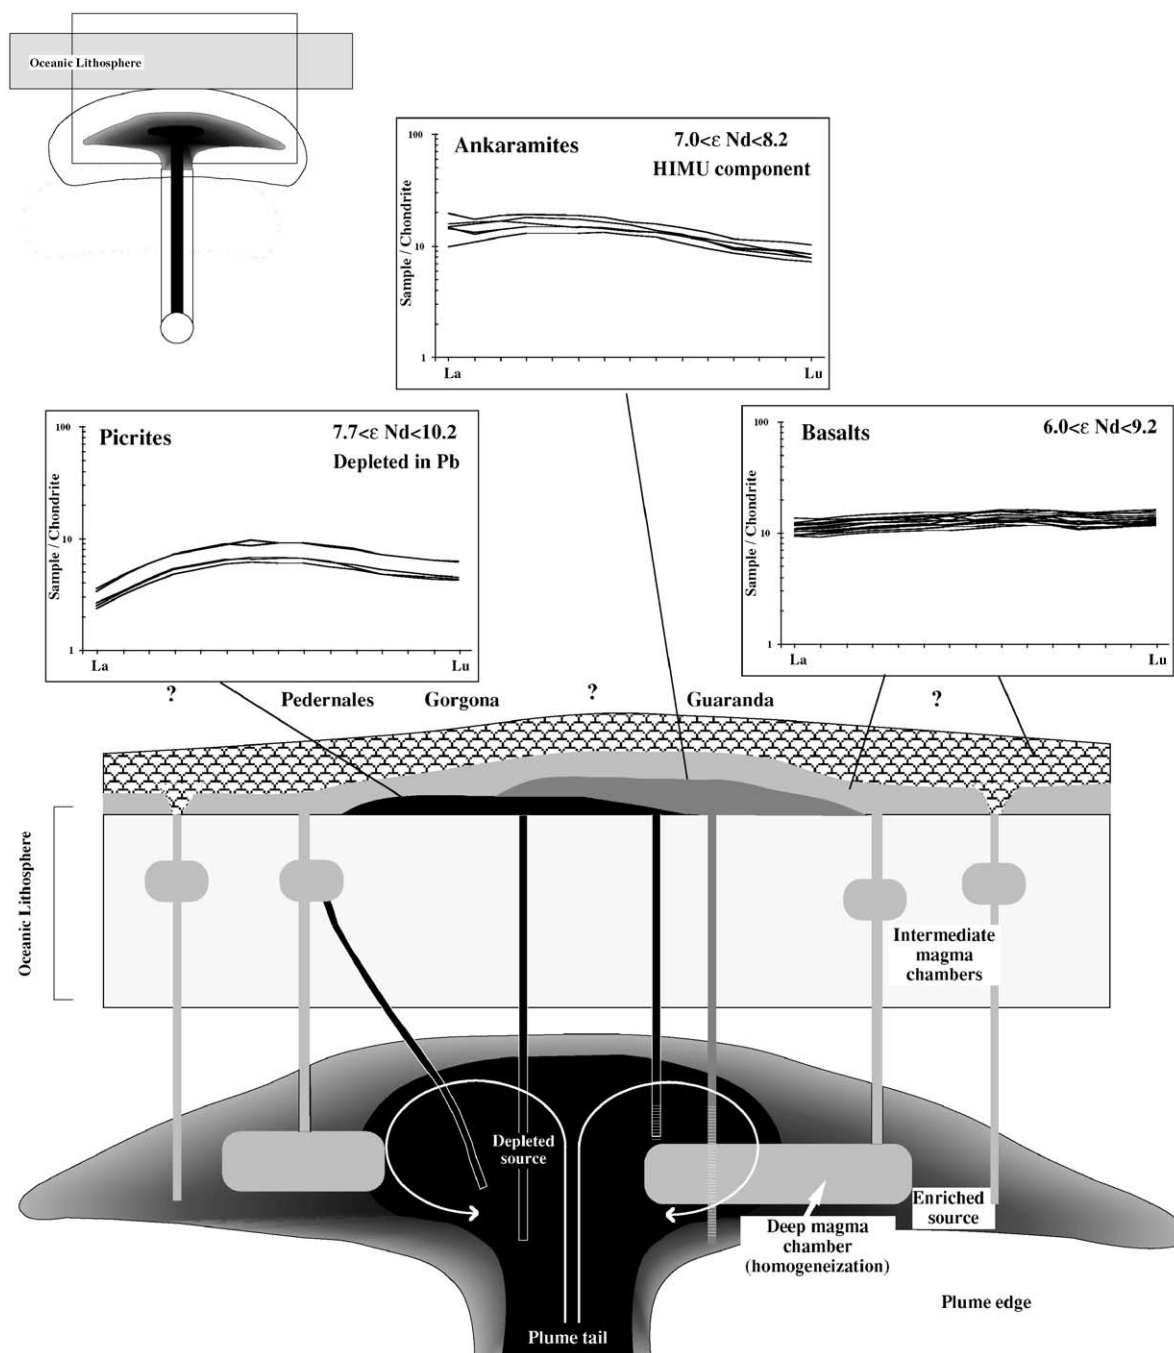 Oceanic Lithosphere
Ankaramites
7.0<ε Nd<8.2
HIMU component
Sample / Chondrite
100
10
1
La
Lu
Picrites
7.7<ε Nd<10.2
Depleted in Pb
Sample / Chondrite
100
10
1
La
Lu
Basalts
6.0<ε Nd<9.2
Sample / Chondrite
100
10
1
La
Lu
?
Pedernales
Gorgona
?
Guaranda
?
Oceanic Lithosphere
Intermediate
magma
chambers
Depleted
source
Enriched
source
Deep magma
chamber
(homogeneization)
Plume edge
Plume tail